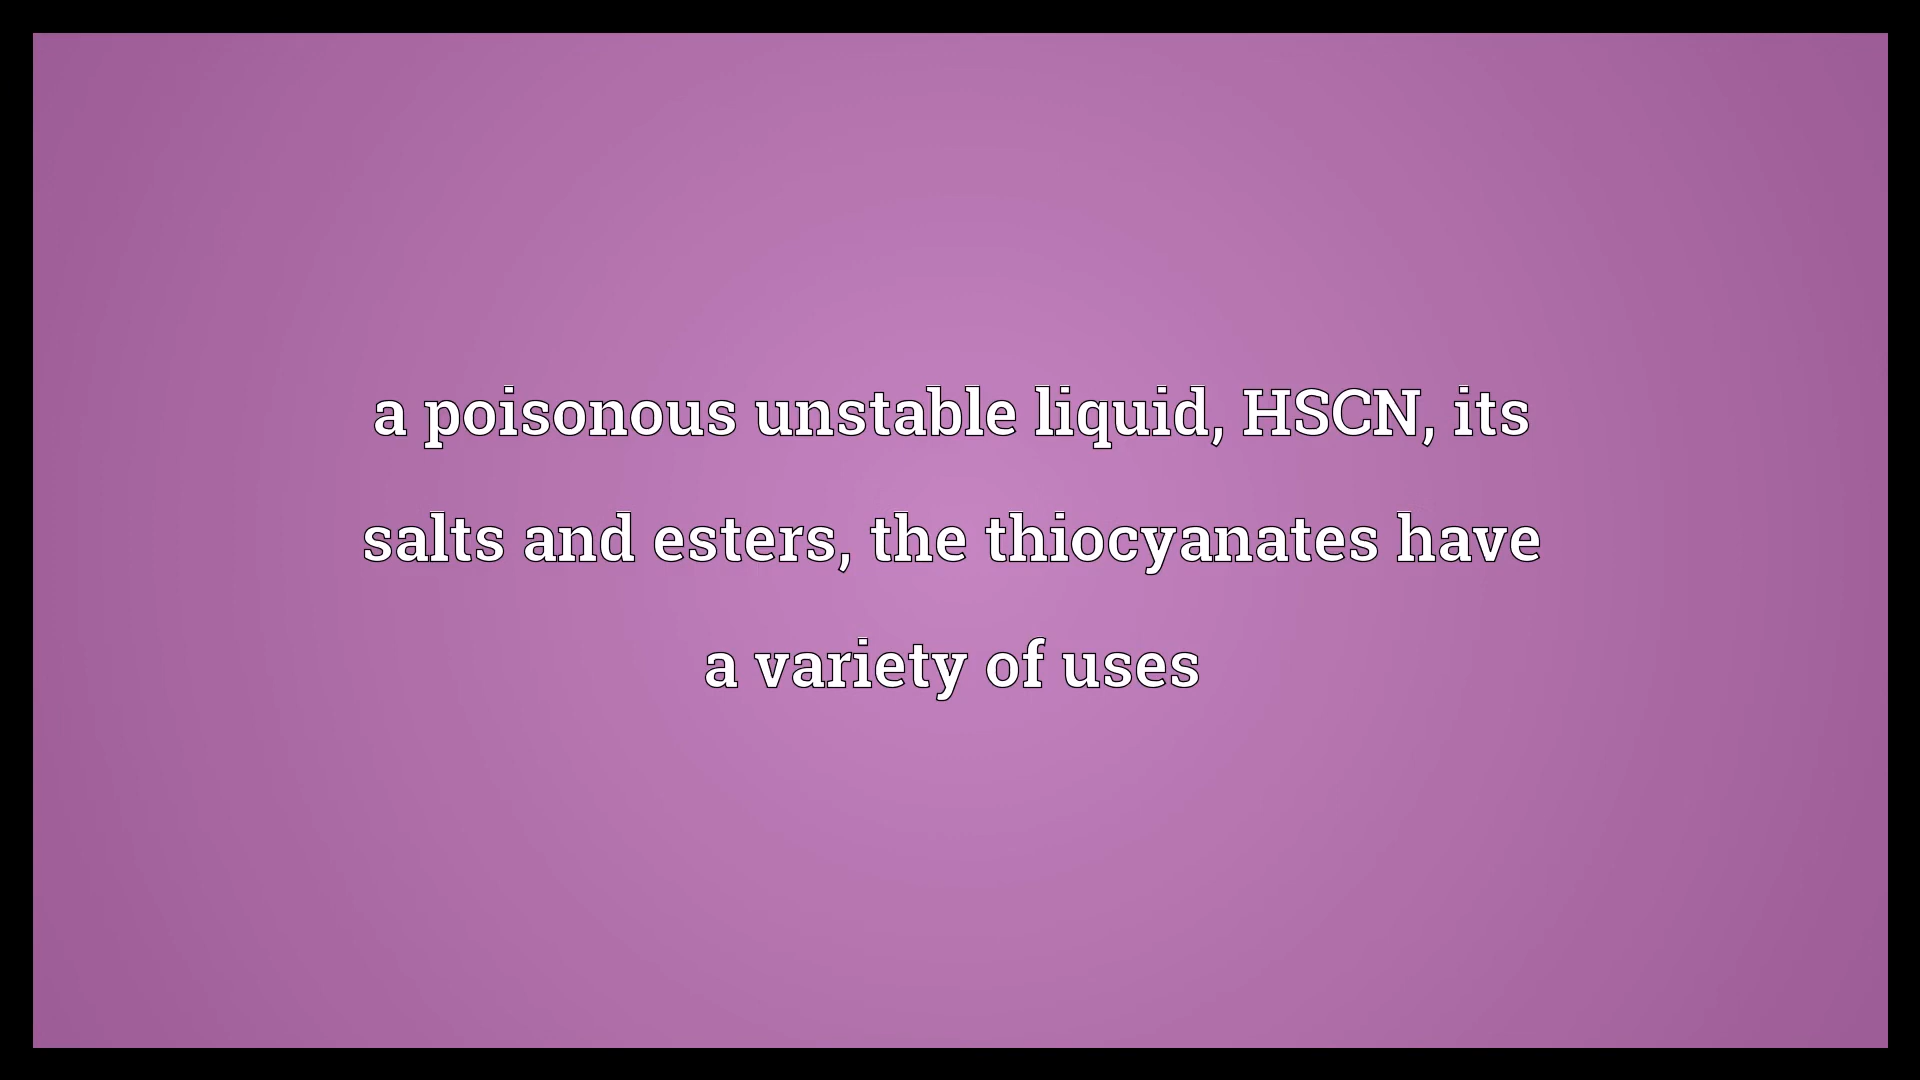 a poisonous unstable liquid, HSCN, its
salts and esters, the thiocyanates have
a variety of uses